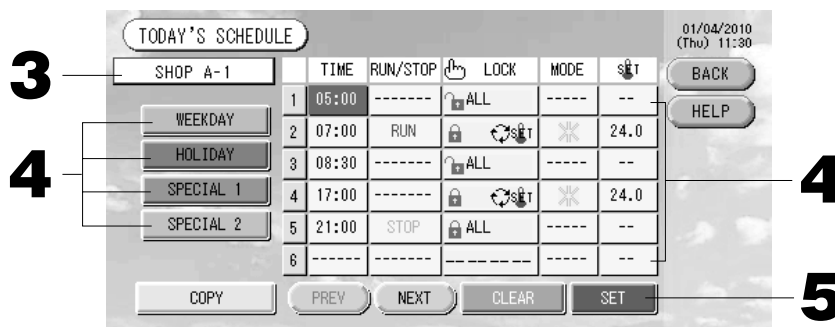 TODAY'S SCHEDULE
01/04/2010
(Thu) 11:30
3
SHOP A-1
TIME RUN/STOP LOCK MODE SET
BACK
HELP
4
WEEKDAY
HOLIDAY
SPECIAL 1
SPECIAL 2
1 05:00 ------- ALL ----- --
2 07:00 RUN SET 24.0
3 08:30 ------- ALL ----- --
4 17:00 ------- SET 24.0
5 21:00 STOP ALL ----- --
6 ------ ------- -------- ----- --
4
COPY PREV NEXT CLEAR SET
5